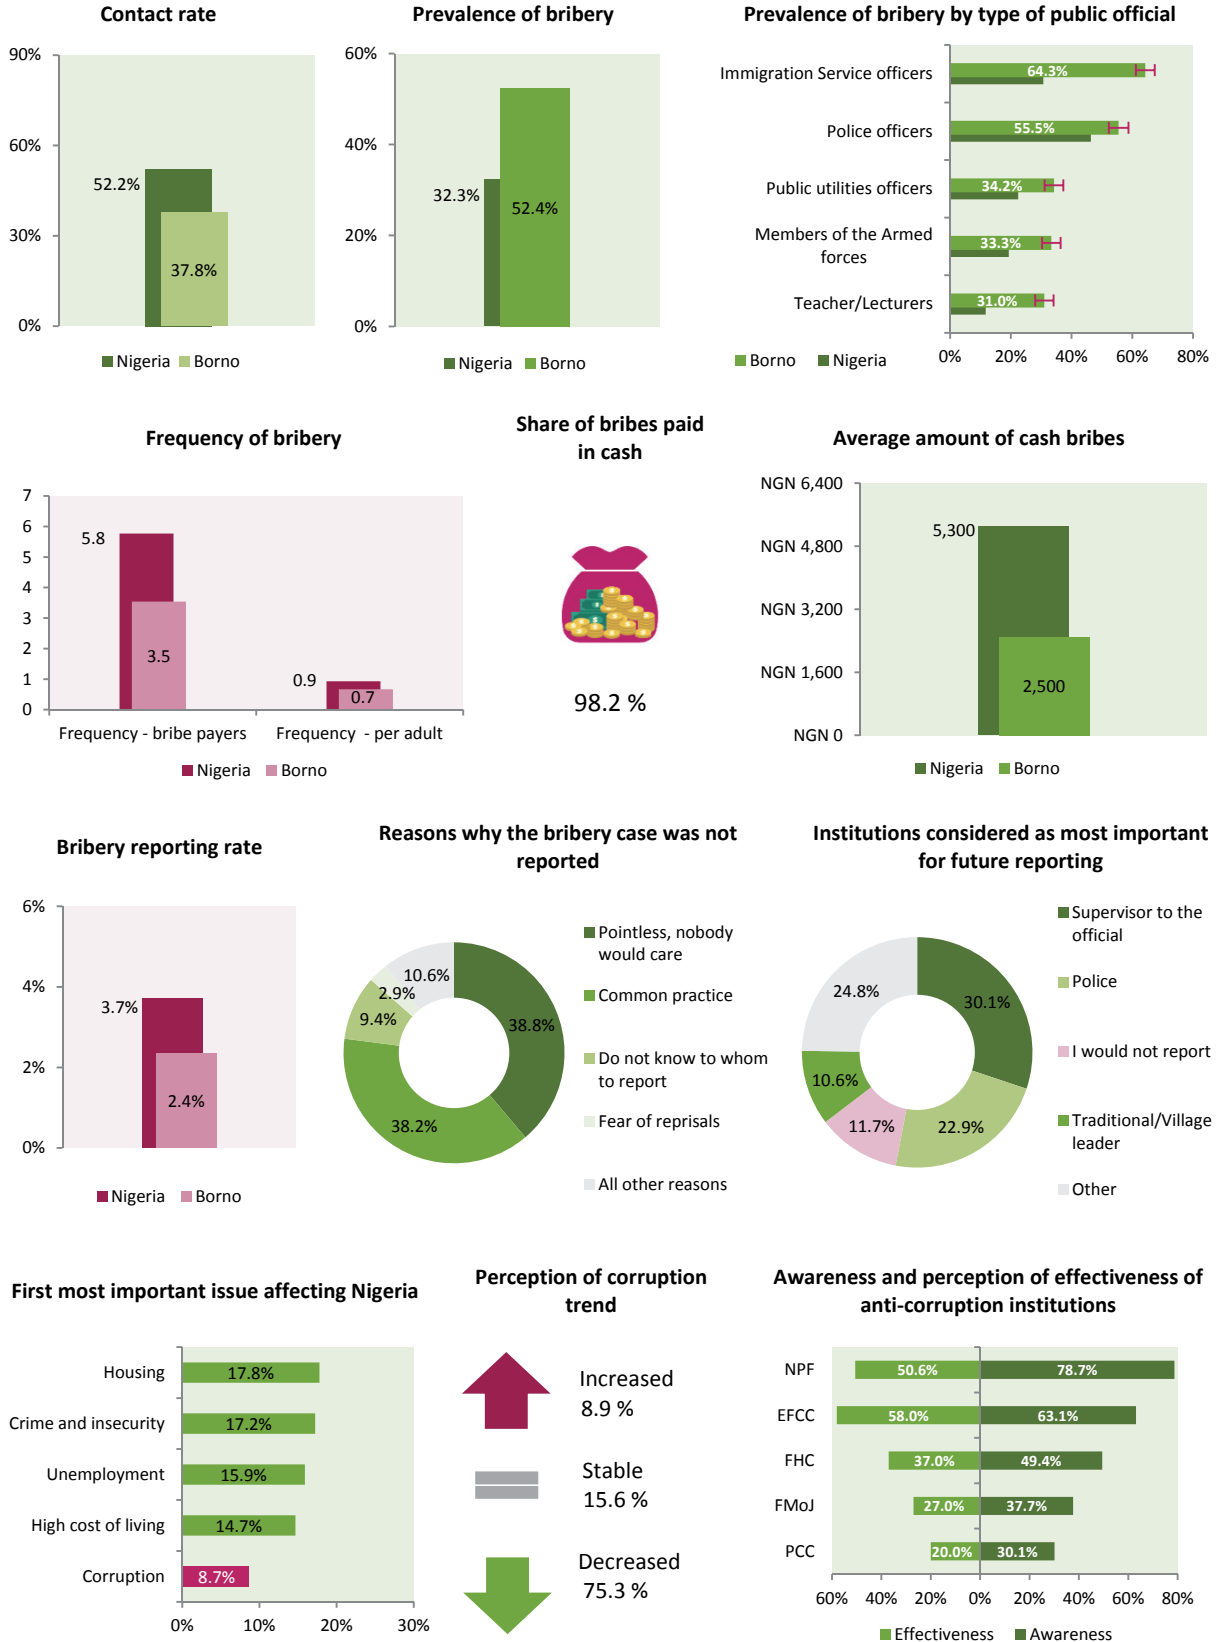 Contact rate
90%
60%
30%
0%
52.2%
37.8%
Nigeria Borno
Prevalence of bribery
60%
40%
20%
0%
32.3%
52.4%
Nigeria Borno
Prevalence of bribery by type of public official
Immigration Service officers
64.3%
Police officers
55.5%
Public utilities officers
34.2%
Members of the Armed
forces
33.3%
Teacher/Lecturers
31.0%
0% 20% 40% 60% 80%
Borno Nigeria
Frequency of bribery
7
6
5
4
3
2
1
0
5.8
3.5
0.9
0.7
Frequency - bribe payers Frequency - per adult
Nigeria Borno
Share of bribes paid
in cash
$
98.2 %
Average amount of cash bribes
NGN 6,400
NGN 4,800
NGN 3,200
NGN 1,600
NGN 0
5,300
2,500
Nigeria Borno
Bribery reporting rate
6%
4%
2%
0%
3.7%
2.4%
Nigeria Borno
Reasons why the bribery case was not
reported
10.6%
2.9%
9.4%
38.8%
38.2%
Pointless, nobody
would care
Common practice
Do not know to whom
to report
Fear of reprisals
All other reasons
Institutions considered as most important
for future reporting
24.8%
30.1%
10.6%
11.7%
22.9%
Supervisor to the
official
Police
I would not report
Traditional/Village
leader
Other
First most important issue affecting Nigeria
Housing
17.8%
Crime and insecurity
17.2%
Unemployment
15.9%
High cost of living
14.7%
Corruption
8.7%
0% 10% 20% 30%
Perception of corruption
trend
Increased
8.9 %
Stable
15.6 %
Decreased
75.3 %
Awareness and perception of effectiveness of
anti-corruption institutions
NPF
50.6% 78.7%
EFCC
58.0% 63.1%
FHC
37.0% 49.4%
FMoJ
27.0% 37.7%
PCC
20.0% 30.1%
60% 40% 20% 0% 20% 40% 60% 80%
Effectiveness Awareness